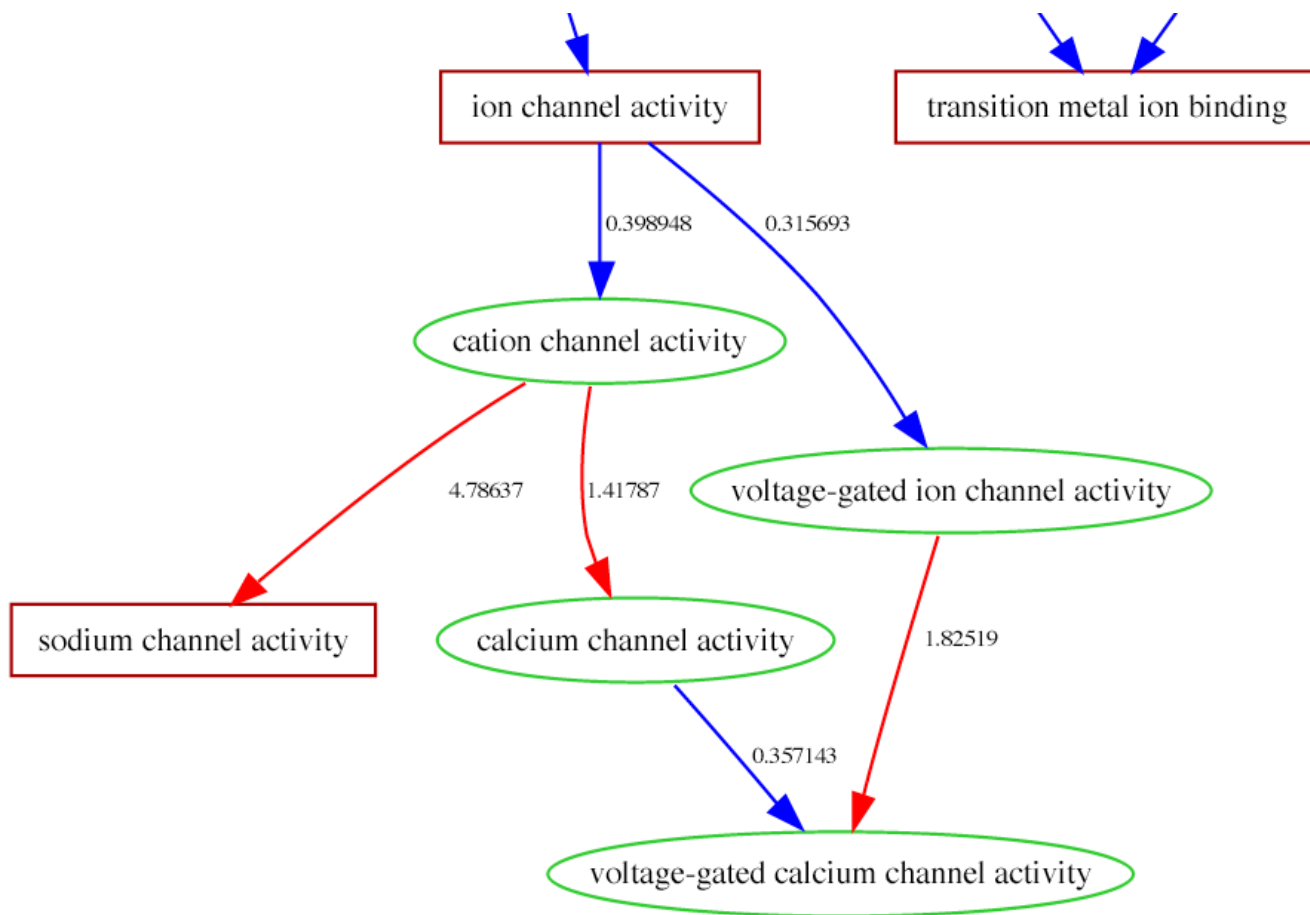 ion channel activity
transition metal ion binding
0.398948
0.315693
cation channel activity
4.78637
1.41787
voltage-gated ion channel activity
sodium channel activity
calcium channel activity
1.82519
0.357143
voltage-gated calcium channel activity